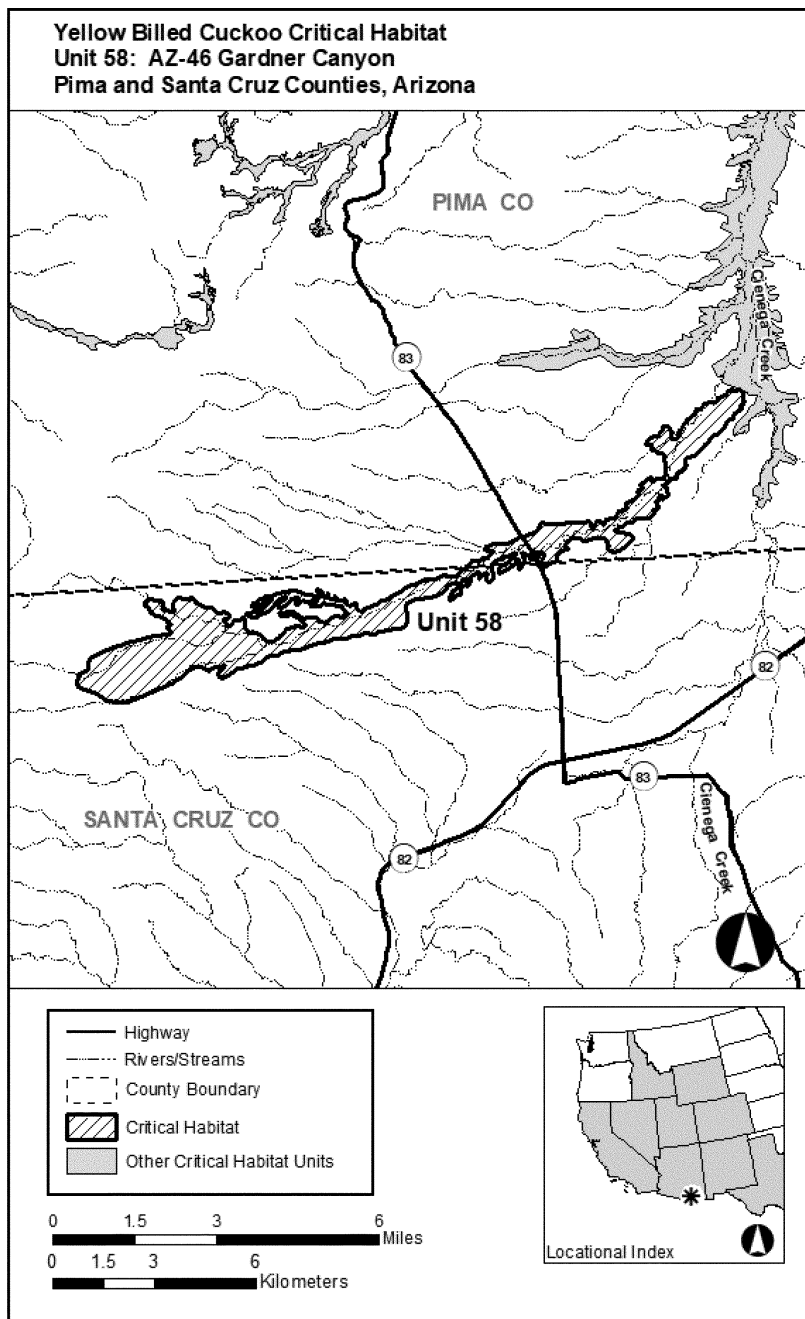 Yellow Billed Cuckoo Critical Habitat
Unit 58: AZ-46 Gardner Canyon
Pima and Santa Cruz Counties, Arizona
PIMA CO
Cienega Creek
83
Unit 58
82
83
SANTA CRUZ CO
Cienega Creek
82
Highway
Rivers/Streams
County Boundary
Critical Habitat
Other Critical Habitat Units
0 1.5 3 6
Miles
0 1.5 3 6
Kilometers
Locational Index